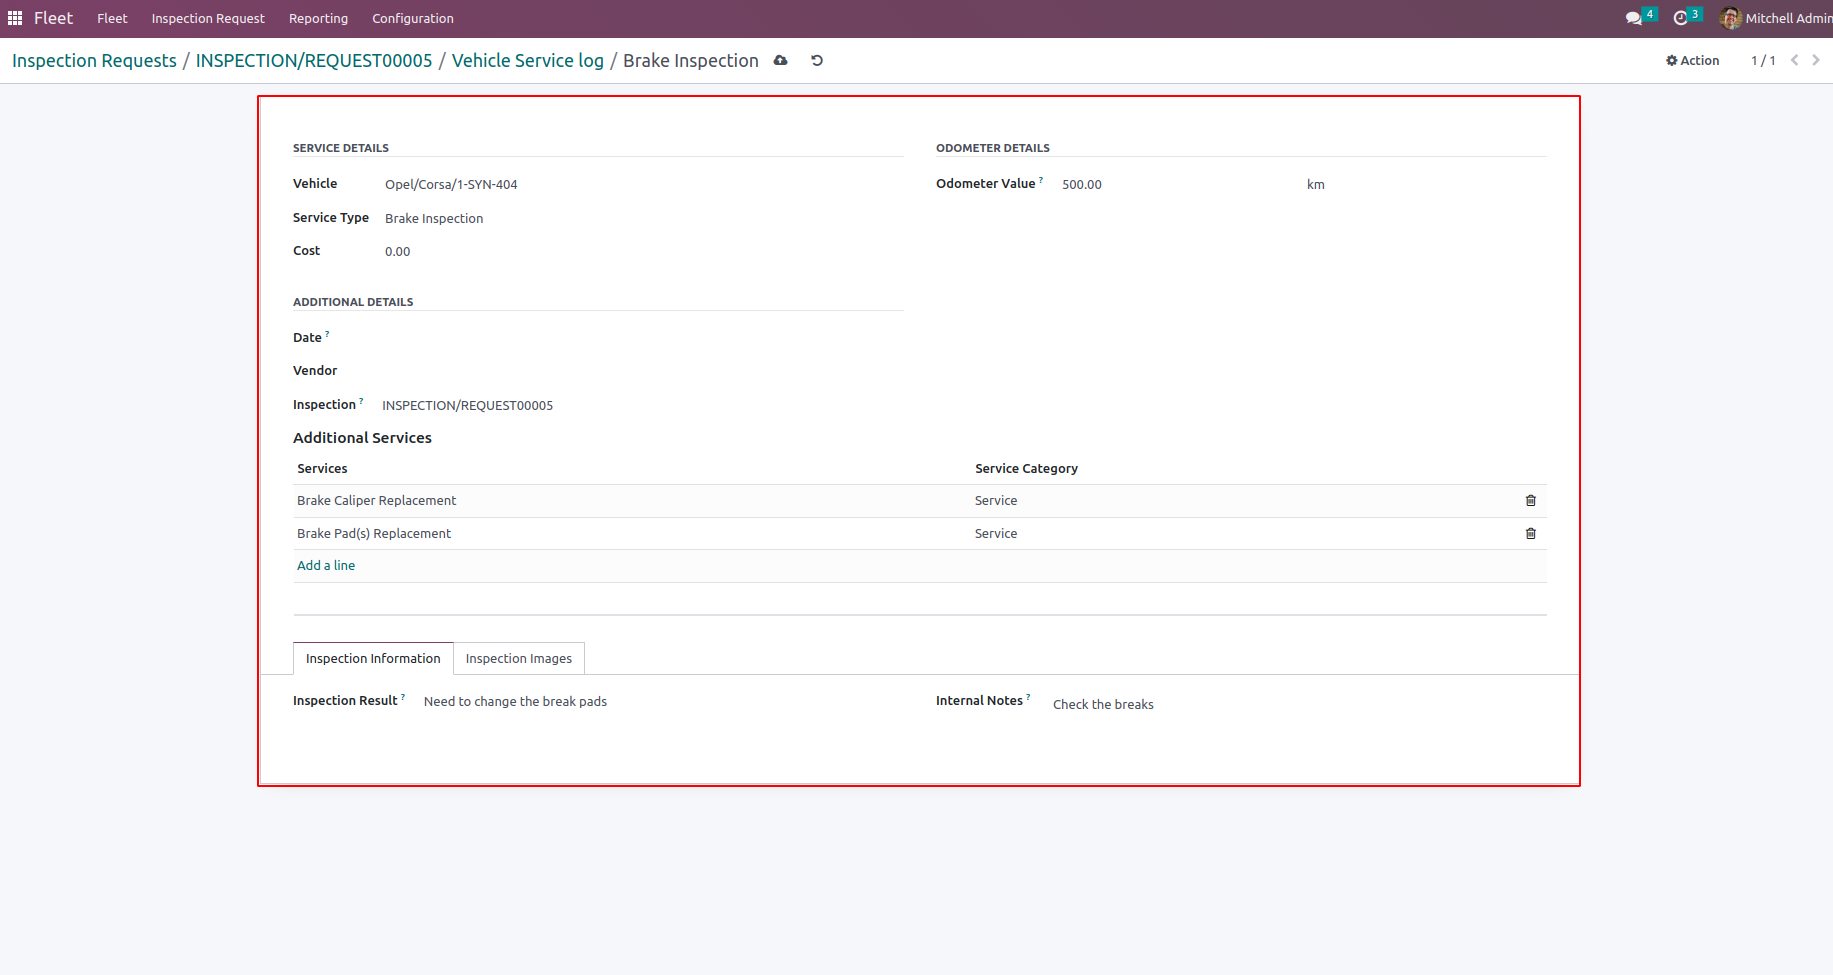 Fleet Fleet Inspection Request Reporting Configuration 4 3 Mitchell Admin
Inspection Requests / INSPECTION/REQUEST00005 / Vehicle Service log / Brake Inspection Action 1 / 1
SERVICE DETAILS
Vehicle Opel/Corsa/1-SYN-404
Service Type Brake Inspection
Cost 0.00
ODOMETER DETAILS
Odometer Value ? 500.00 km
ADDITIONAL DETAILS
Date ?
Vendor
Inspection ? INSPECTION/REQUEST00005
Additional Services
Services Service Category
Brake Caliper Replacement Service
Brake Pad(s) Replacement Service
Add a line
Inspection Information Inspection Images
Inspection Result ? Need to change the break pads
Internal Notes ? Check the breaks